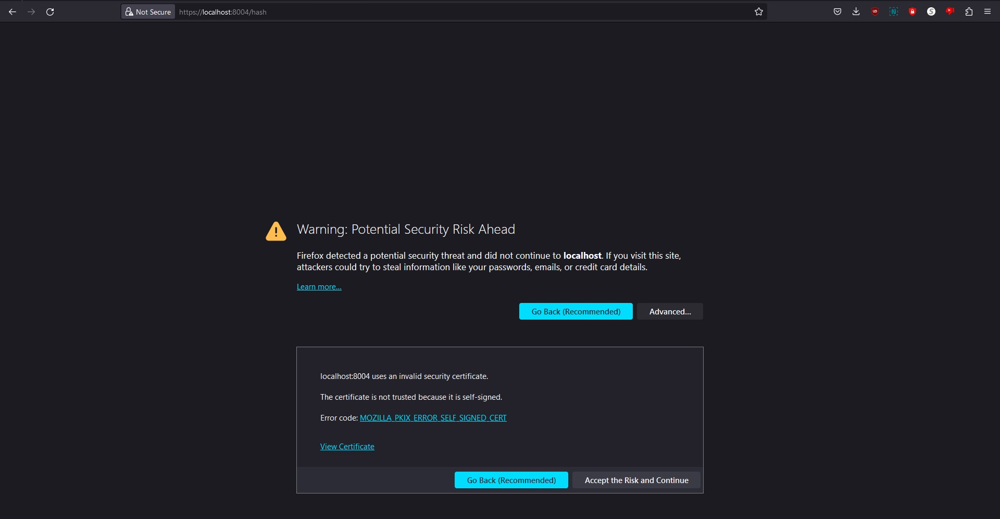 Not Secure https://localhost:8004/hash
Warning: Potential Security Risk Ahead
Firefox detected a potential security threat and did not continue to localhost. If you visit this site,
attackers could try to steal information like your passwords, emails, or credit card details.
Learn more...
Go Back (Recommended) Advanced...
localhost:8004 uses an invalid security certificate.
The certificate is not trusted because it is self-signed.
Error code: MOZILLA_PKIX_ERROR_SELF_SIGNED_CERT
View Certificate
Go Back (Recommended) Accept the Risk and Continue